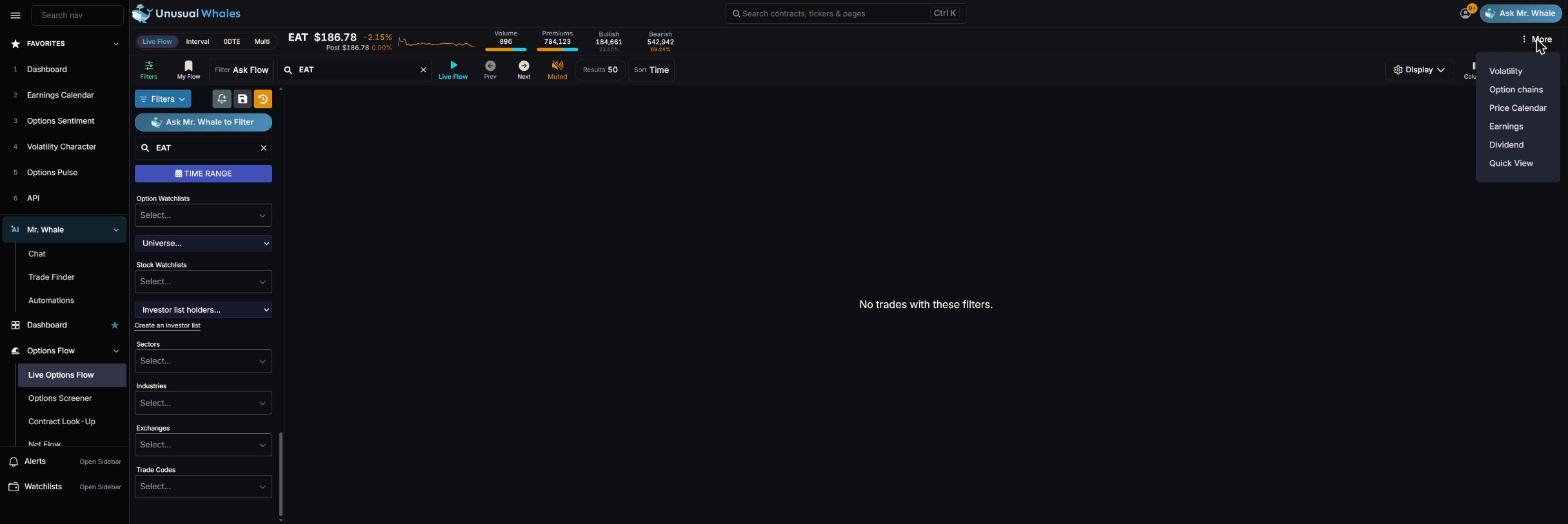 Search nav
Unusual Whales
Search contracts, tickers & pages
Ctrl K
9+
Ask Mr. Whale
FAVORITES
1 Dashboard
2 Earnings Calendar
3 Options Sentiment
4 Volatility Character
5 Options Pulse
6 API
AI Mr. Whale
Chat
Trade Finder
Automations
Dashboard
Options Flow
Live Options Flow
Options Screener
Contract Look-Up
Net Flow
Alerts Open Sidebar
Watchlists Open Sidebar
Live Flow Interval 0DTE Multi
EAT $186.78 -2.15%
Post $186.78 0.00%
Volume
896
Premiums
784,123
Bullish
184,661
Bearish
542,942
69.24%
More
Filters
My Flow
Filter Ask Flow
EAT
Live Flow
Prev
Next
Muted
Results 50
Sort Time
Display
Volatility
Option chains
Price Calendar
Earnings
Dividend
Quick View
Filters
Ask Mr. Whale to Filter
EAT
TIME RANGE
Option Watchlists
Select...
Universe...
Stock Watchlists
Select...
Investor list holders...
Create an investor list
Sectors
Select...
Industries
Select...
Exchanges
Select...
Trade Codes
Select...
No trades with these filters.